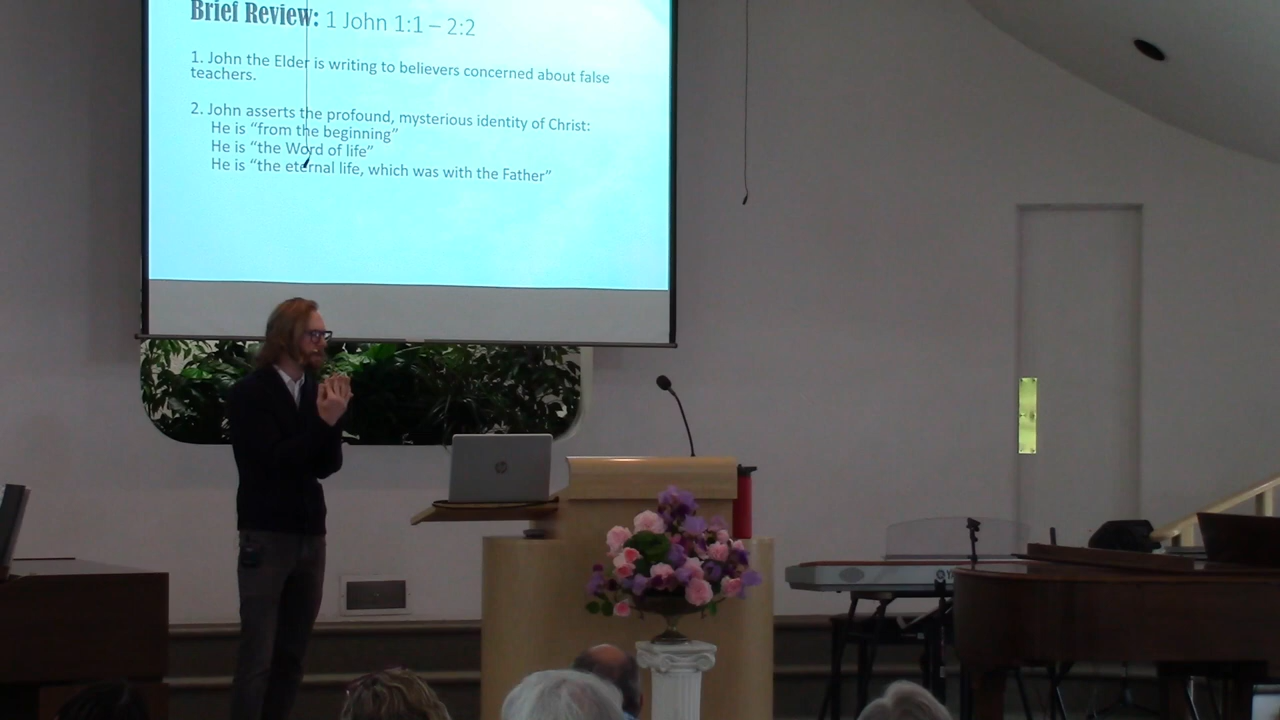 Brief Review: 1 John 1:1 – 2:2
1. John the Elder is writing to believers concerned about false
teachers.
2. John asserts the profound, mysterious identity of Christ:
He is “from the beginning”
He is “the Word of life”
He is “the eternal life, which was with the Father”
hp